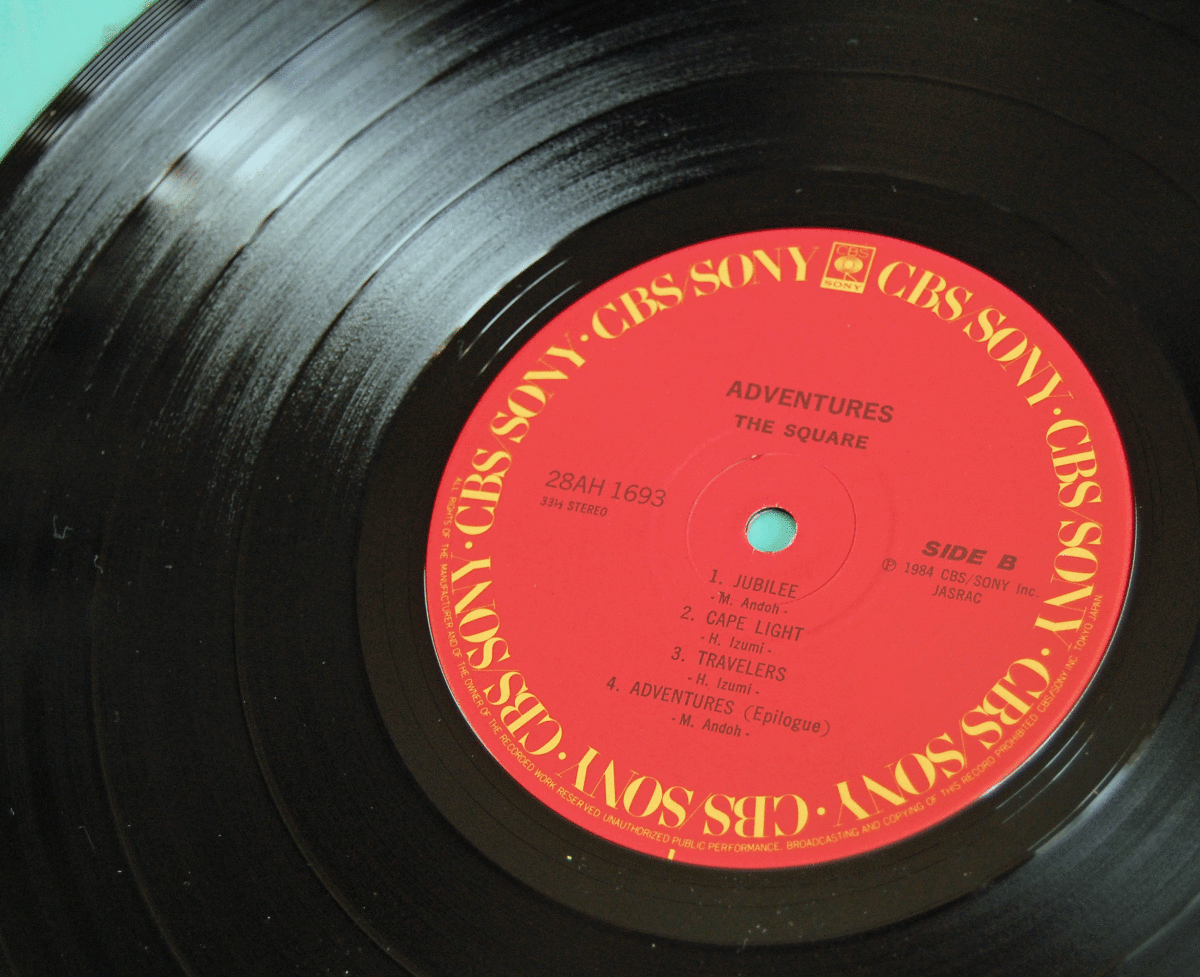 CBS/SONY · CBS/SONY · CBS/SONY · CBS/SONY · CBS/SONY · CBS/SONY · CBS/SONY · CBS/SONY · CBS/SONY
CBS
SONY
ADVENTURES
THE SQUARE
28AH 1693
33⅓ STEREO
SIDE B
Ⓟ 1984 CBS/SONY Inc.
JASRAC
1. JUBILEE
- M. Andoh -
2. CAPE LIGHT
- H. Izumi -
3. TRAVELERS
- H. Izumi -
4. ADVENTURES (Epilogue)
- M. Andoh -
ALL RIGHTS OF THE MANUFACTURER AND OF THE OWNER OF THE RECORDED WORK RESERVED UNAUTHORIZED PUBLIC PERFORMANCE, BROADCASTING AND COPYING OF THIS RECORD PROHIBITED CBS/SONY INC. TOKYO JAPAN